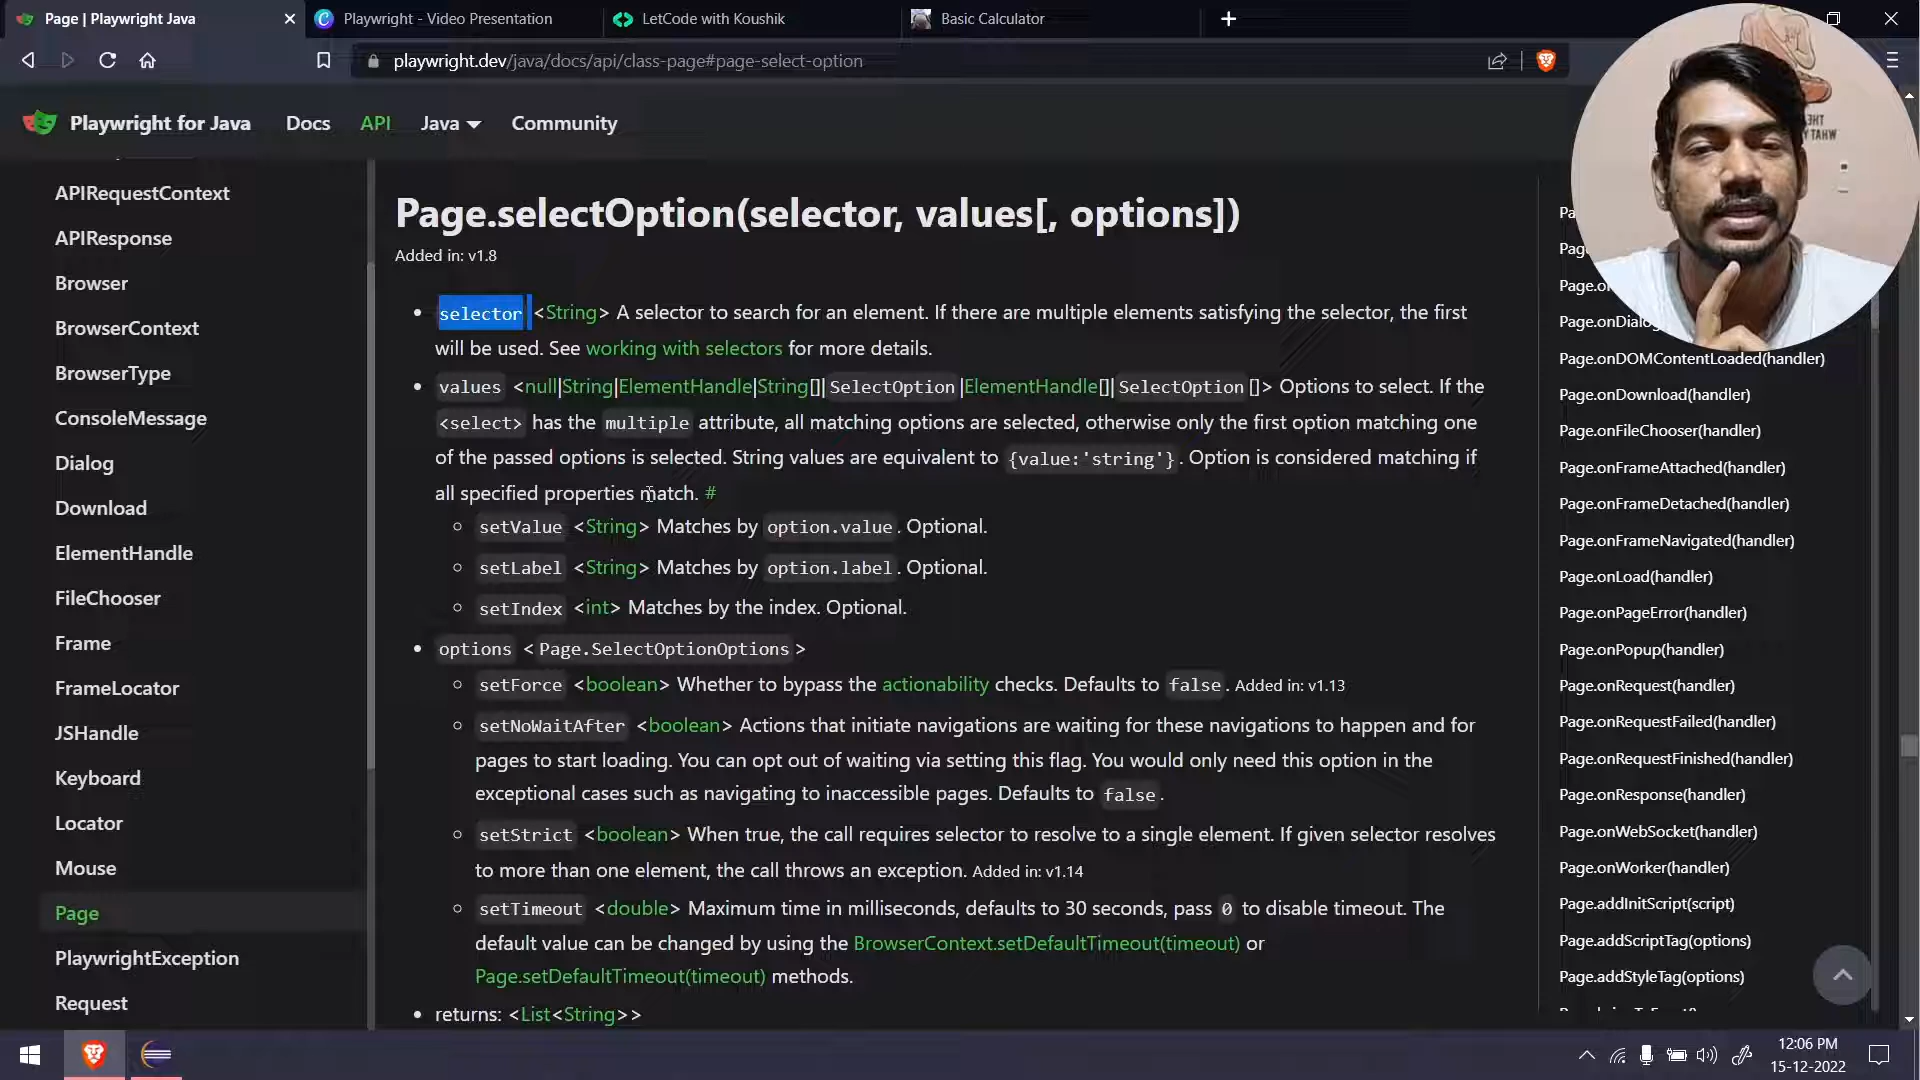 Page | Playwright Java
Playwright - Video Presentation
LetCode with Koushik
Basic Calculator
playwright.dev/java/docs/api/class-page#page-select-option
Playwright for Java
Docs
API
Java
Community
APIRequestContext
APIResponse
Browser
BrowserContext
BrowserType
ConsoleMessage
Dialog
Download
ElementHandle
FileChooser
Frame
FrameLocator
JSHandle
Keyboard
Locator
Mouse
Page
PlaywrightException
Request
Page.selectOption(selector, values[, options])
Added in: v1.8
selector <String> A selector to search for an element. If there are multiple elements satisfying the selector, the first
will be used. See working with selectors for more details.
values <null|String|ElementHandle|String[]|SelectOption|ElementHandle[]|SelectOption[]> Options to select. If the
<select> has the multiple attribute, all matching options are selected, otherwise only the first option matching one
of the passed options is selected. String values are equivalent to {value:'string'}. Option is considered matching if
all specified properties match. #
setValue <String> Matches by option.value. Optional.
setLabel <String> Matches by option.label. Optional.
setIndex <int> Matches by the index. Optional.
options <Page.SelectOptionOptions>
setForce <boolean> Whether to bypass the actionability checks. Defaults to false. Added in: v1.13
setNoWaitAfter <boolean> Actions that initiate navigations are waiting for these navigations to happen and for
pages to start loading. You can opt out of waiting via setting this flag. You would only need this option in the
exceptional cases such as navigating to inaccessible pages. Defaults to false.
setStrict <boolean> When true, the call requires selector to resolve to a single element. If given selector resolves
to more than one element, the call throws an exception. Added in: v1.14
setTimeout <double> Maximum time in milliseconds, defaults to 30 seconds, pass 0 to disable timeout. The
default value can be changed by using the BrowserContext.setDefaultTimeout(timeout) or
Page.setDefaultTimeout(timeout) methods.
returns: <List<String>>
Page.onDialog
Page.onDOMContentLoaded(handler)
Page.onDownload(handler)
Page.onFileChooser(handler)
Page.onFrameAttached(handler)
Page.onFrameDetached(handler)
Page.onFrameNavigated(handler)
Page.onLoad(handler)
Page.onPageError(handler)
Page.onPopup(handler)
Page.onRequest(handler)
Page.onRequestFailed(handler)
Page.onRequestFinished(handler)
Page.onResponse(handler)
Page.onWebSocket(handler)
Page.onWorker(handler)
Page.addInitScript(script)
Page.addScriptTag(options)
Page.addStyleTag(options)
12:06 PM
15-12-2022